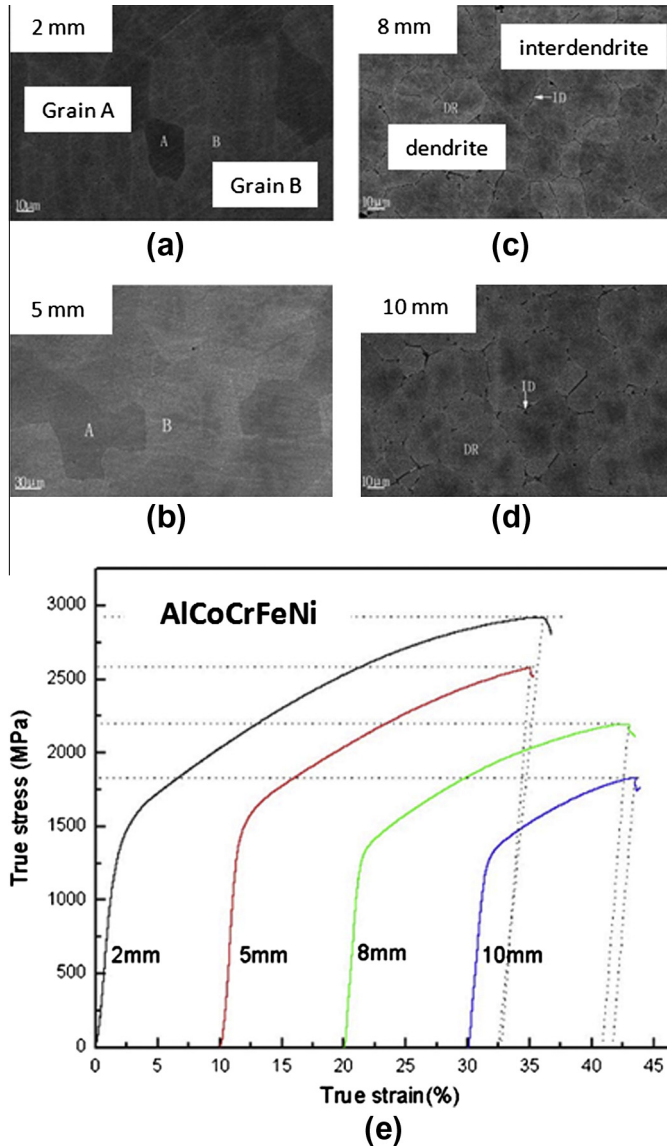 2 mm
Grain A
A
B
Grain B
10μm
(a)
8 mm
interdendrite
DR
ID
dendrite
10μm
(c)
5 mm
A
B
30μm
(b)
10 mm
ID
DR
10μm
(d)
AlCoCrFeNi
True stress (MPa)
3000
2500
2000
1500
1000
500
0
2mm
5mm
8mm
10mm
0 5 10 15 20 25 30 35 40 45
True strain(%)
(e)